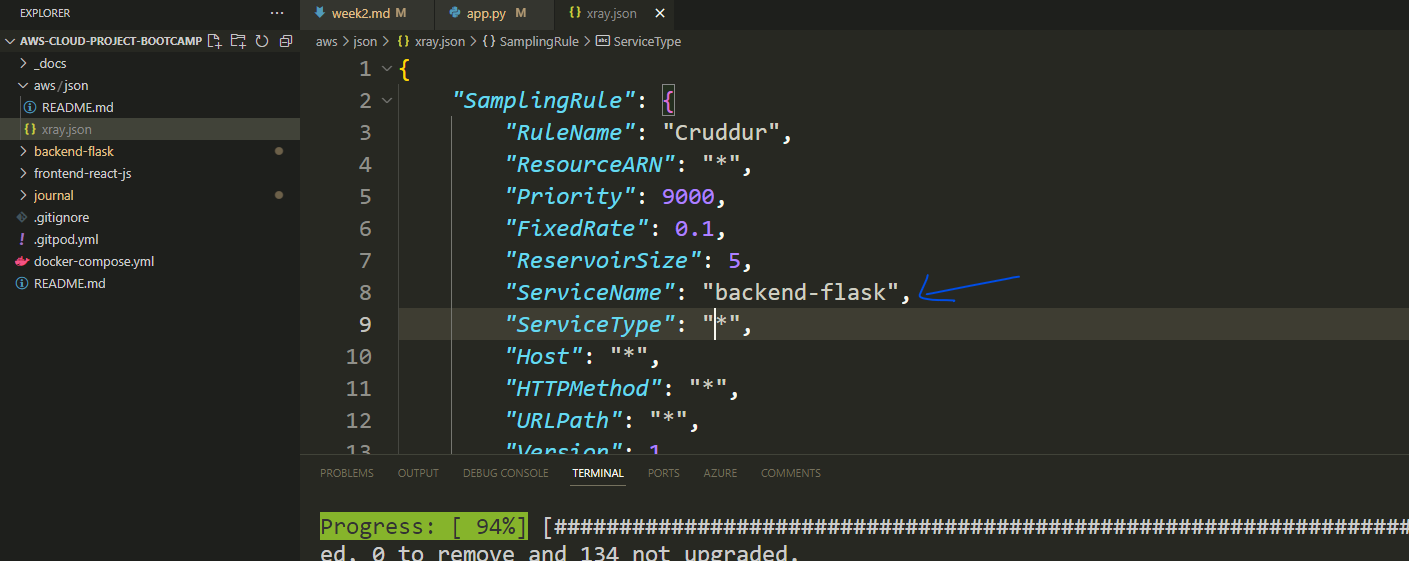 EXPLORER ...
AWS-CLOUD-PROJECT-BOOTCAMP
_docs
aws/json
README.md
{} xray.json
backend-flask
frontend-react-js
journal
.gitignore
! .gitpod.yml
docker-compose.yml
README.md
week2.md M app.py M {} xray.json ×
aws > json > {} xray.json > {} SamplingRule > abc ServiceType
1 {
2 "SamplingRule": {
3 "RuleName": "Cruddur",
4 "ResourceARN": "*",
5 "Priority": 9000,
6 "FixedRate": 0.1,
7 "ReservoirSize": 5,
8 "ServiceName": "backend-flask",
9 "ServiceType": "*",
10 "Host": "*",
11 "HTTPMethod": "*",
12 "URLPath": "*",
13 "Version": 1
PROBLEMS OUTPUT DEBUG CONSOLE TERMINAL PORTS AZURE COMMENTS
Progress: [ 94%] [##################################################################
ed, 0 to remove and 134 not upgraded.